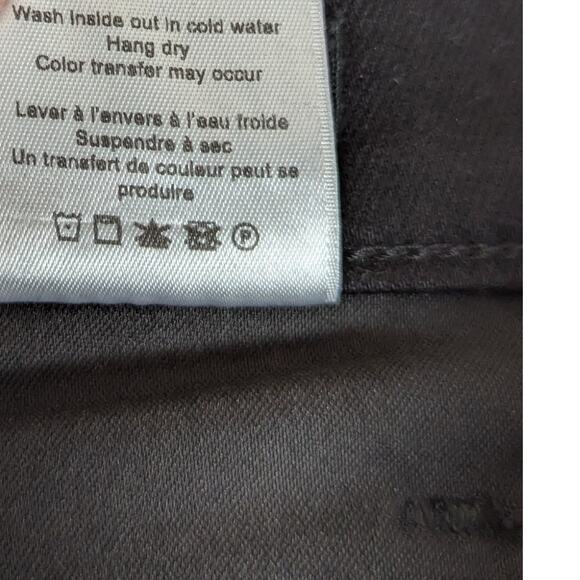 Wash inside out in cold water
Hang dry
Color transfer may occur
Laver à l'envers à l'eau froide
Suspendre à sec
Un transfert de couleur peut se
produire
P